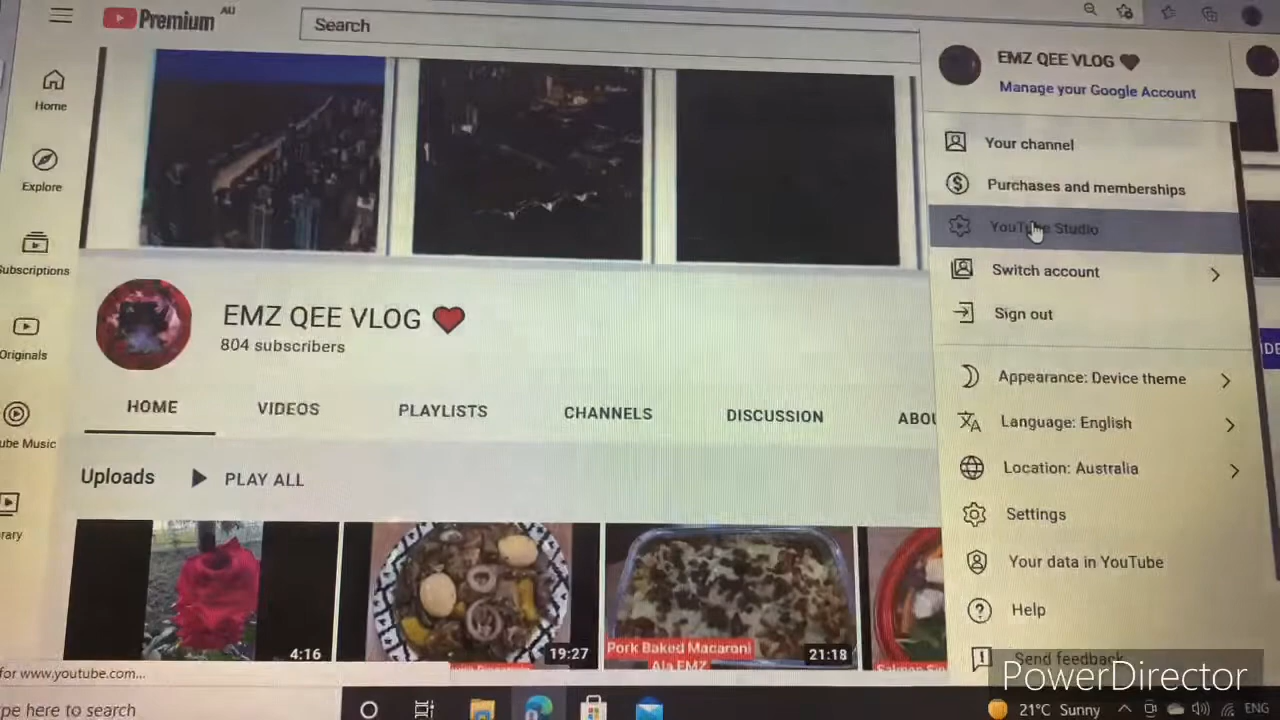 Premium AU
Search
EMZ QEE VLOG
Manage your Google Account
Home
Explore
Subscriptions
Originals
ube Music
rary
Your channel
Purchases and memberships
YouTube Studio
Switch account
Sign out
Appearance: Device theme
Language: English
Location: Australia
Settings
Your data in YouTube
Help
Send feedback
EMZ QEE VLOG
804 subscribers
HOME
VIDEOS
PLAYLISTS
CHANNELS
DISCUSSION
ABOU
Uploads
PLAY ALL
4:16
19:27
Pork Baked Macaroni
Ala EMZ
21:18
for www.youtube.com...
PowerDirector
pe here to search
21°C Sunny
ENG